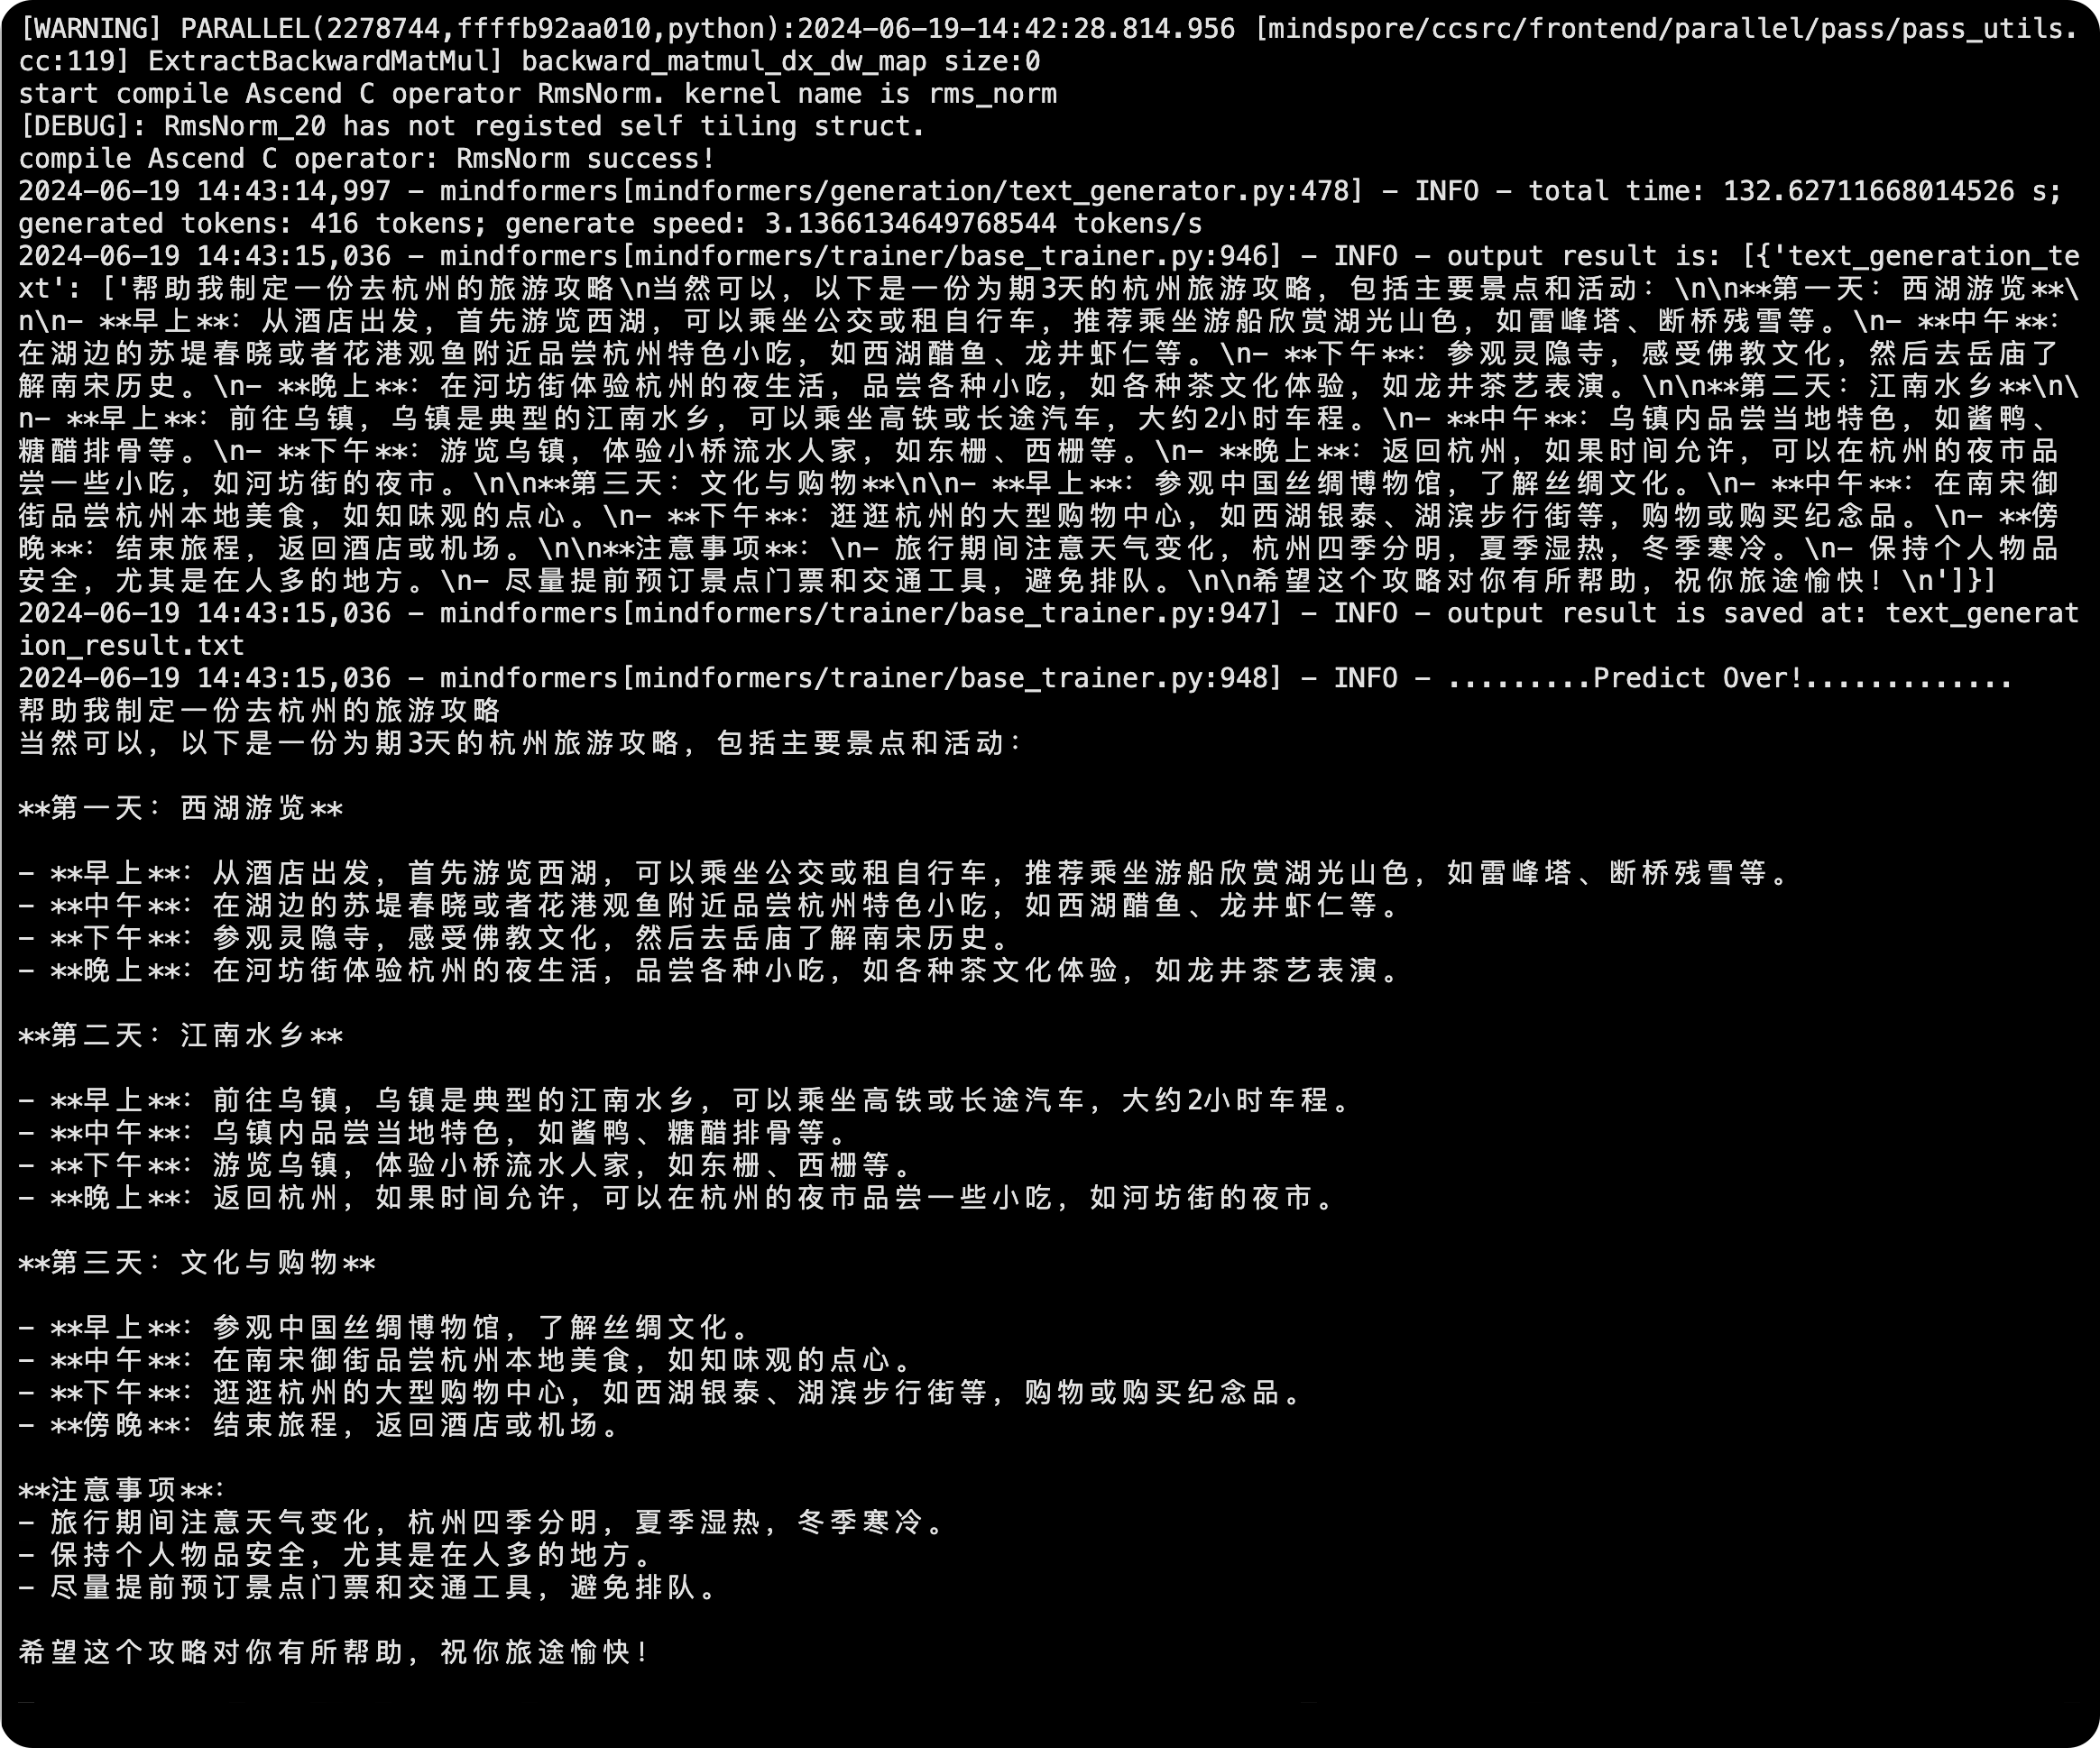 [WARNING] PARALLEL(2278744,ffffb92aa010,python):2024-06-19-14:42:28.814.956 [mindspore/ccsrc/frontend/parallel/pass/pass_utils.
cc:119] ExtractBackwardMatMul] backward_matmul_dx_dw_map size:0
start compile Ascend C operator RmsNorm. kernel name is rms_norm
[DEBUG]: RmsNorm_20 has not registed self tiling struct.
compile Ascend C operator: RmsNorm success!
2024-06-19 14:43:14,997 - mindformers[mindformers/generation/text_generator.py:478] - INFO - total time: 132.62711668014526 s;
generated tokens: 416 tokens; generate speed: 3.1366134649768544 tokens/s
2024-06-19 14:43:15,036 - mindformers[mindformers/trainer/base_trainer.py:946] - INFO - output result is: [{'text_generation_te
xt': ['帮助我制定一份去杭州的旅游攻略\n当然可以，以下是一份为期3天的杭州旅游攻略，包括主要景点和活动：\n\n**第一天：西湖游览**\
n\n- **早上**：从酒店出发，首先游览西湖，可以乘坐公交或租自行车，推荐乘坐游船欣赏湖光山色，如雷峰塔、断桥残雪等。\n- **中午**：
在湖边的苏堤春晓或者花港观鱼附近品尝杭州特色小吃，如西湖醋鱼、龙井虾仁等。\n- **下午**：参观灵隐寺，感受佛教文化，然后去岳庙了
解南宋历史。\n- **晚上**：在河坊街体验杭州的夜生活，品尝各种小吃，如各种茶文化体验，如龙井茶艺表演。\n\n**第二天：江南水乡**\n\
n- **早上**：前往乌镇，乌镇是典型的江南水乡，可以乘坐高铁或长途汽车，大约2小时车程。\n- **中午**：乌镇内品尝当地特色，如酱鸭、
糖醋排骨等。\n- **下午**：游览乌镇，体验小桥流水人家，如东栅、西栅等。\n- **晚上**：返回杭州，如果时间允许，可以在杭州的夜市品
尝一些小吃，如河坊街的夜市。\n\n**第三天：文化与购物**\n\n- **早上**：参观中国丝绸博物馆，了解丝绸文化。\n- **中午**：在南宋御
街品尝杭州本地美食，如知味观的点心。\n- **下午**：逛逛杭州的大型购物中心，如西湖银泰、湖滨步行街等，购物或购买纪念品。\n- **傍
晚**：结束旅程，返回酒店或机场。\n\n**注意事项**：\n- 旅行期间注意天气变化，杭州四季分明，夏季湿热，冬季寒冷。\n- 保持个人物品
安全，尤其是在人多的地方。\n- 尽量提前预订景点门票和交通工具，避免排队。\n\n希望这个攻略对你有所帮助，祝你旅途愉快！\n']}]
2024-06-19 14:43:15,036 - mindformers[mindformers/trainer/base_trainer.py:947] - INFO - output result is saved at: text_generat
ion_result.txt
2024-06-19 14:43:15,036 - mindformers[mindformers/trainer/base_trainer.py:948] - INFO - .........Predict Over!.............
帮助我制定一份去杭州的旅游攻略
当然可以，以下是一份为期3天的杭州旅游攻略，包括主要景点和活动：
**第一天：西湖游览**
- **早上**：从酒店出发，首先游览西湖，可以乘坐公交或租自行车，推荐乘坐游船欣赏湖光山色，如雷峰塔、断桥残雪等。
- **中午**：在湖边的苏堤春晓或者花港观鱼附近品尝杭州特色小吃，如西湖醋鱼、龙井虾仁等。
- **下午**：参观灵隐寺，感受佛教文化，然后去岳庙了解南宋历史。
- **晚上**：在河坊街体验杭州的夜生活，品尝各种小吃，如各种茶文化体验，如龙井茶艺表演。
**第二天：江南水乡**
- **早上**：前往乌镇，乌镇是典型的江南水乡，可以乘坐高铁或长途汽车，大约2小时车程。
- **中午**：乌镇内品尝当地特色，如酱鸭、糖醋排骨等。
- **下午**：游览乌镇，体验小桥流水人家，如东栅、西栅等。
- **晚上**：返回杭州，如果时间允许，可以在杭州的夜市品尝一些小吃，如河坊街的夜市。
**第三天：文化与购物**
- **早上**：参观中国丝绸博物馆，了解丝绸文化。
- **中午**：在南宋御街品尝杭州本地美食，如知味观的点心。
- **下午**：逛逛杭州的大型购物中心，如西湖银泰、湖滨步行街等，购物或购买纪念品。
- **傍晚**：结束旅程，返回酒店或机场。
**注意事项**：
- 旅行期间注意天气变化，杭州四季分明，夏季湿热，冬季寒冷。
- 保持个人物品安全，尤其是在人多的地方。
- 尽量提前预订景点门票和交通工具，避免排队。
希望这个攻略对你有所帮助，祝你旅途愉快！